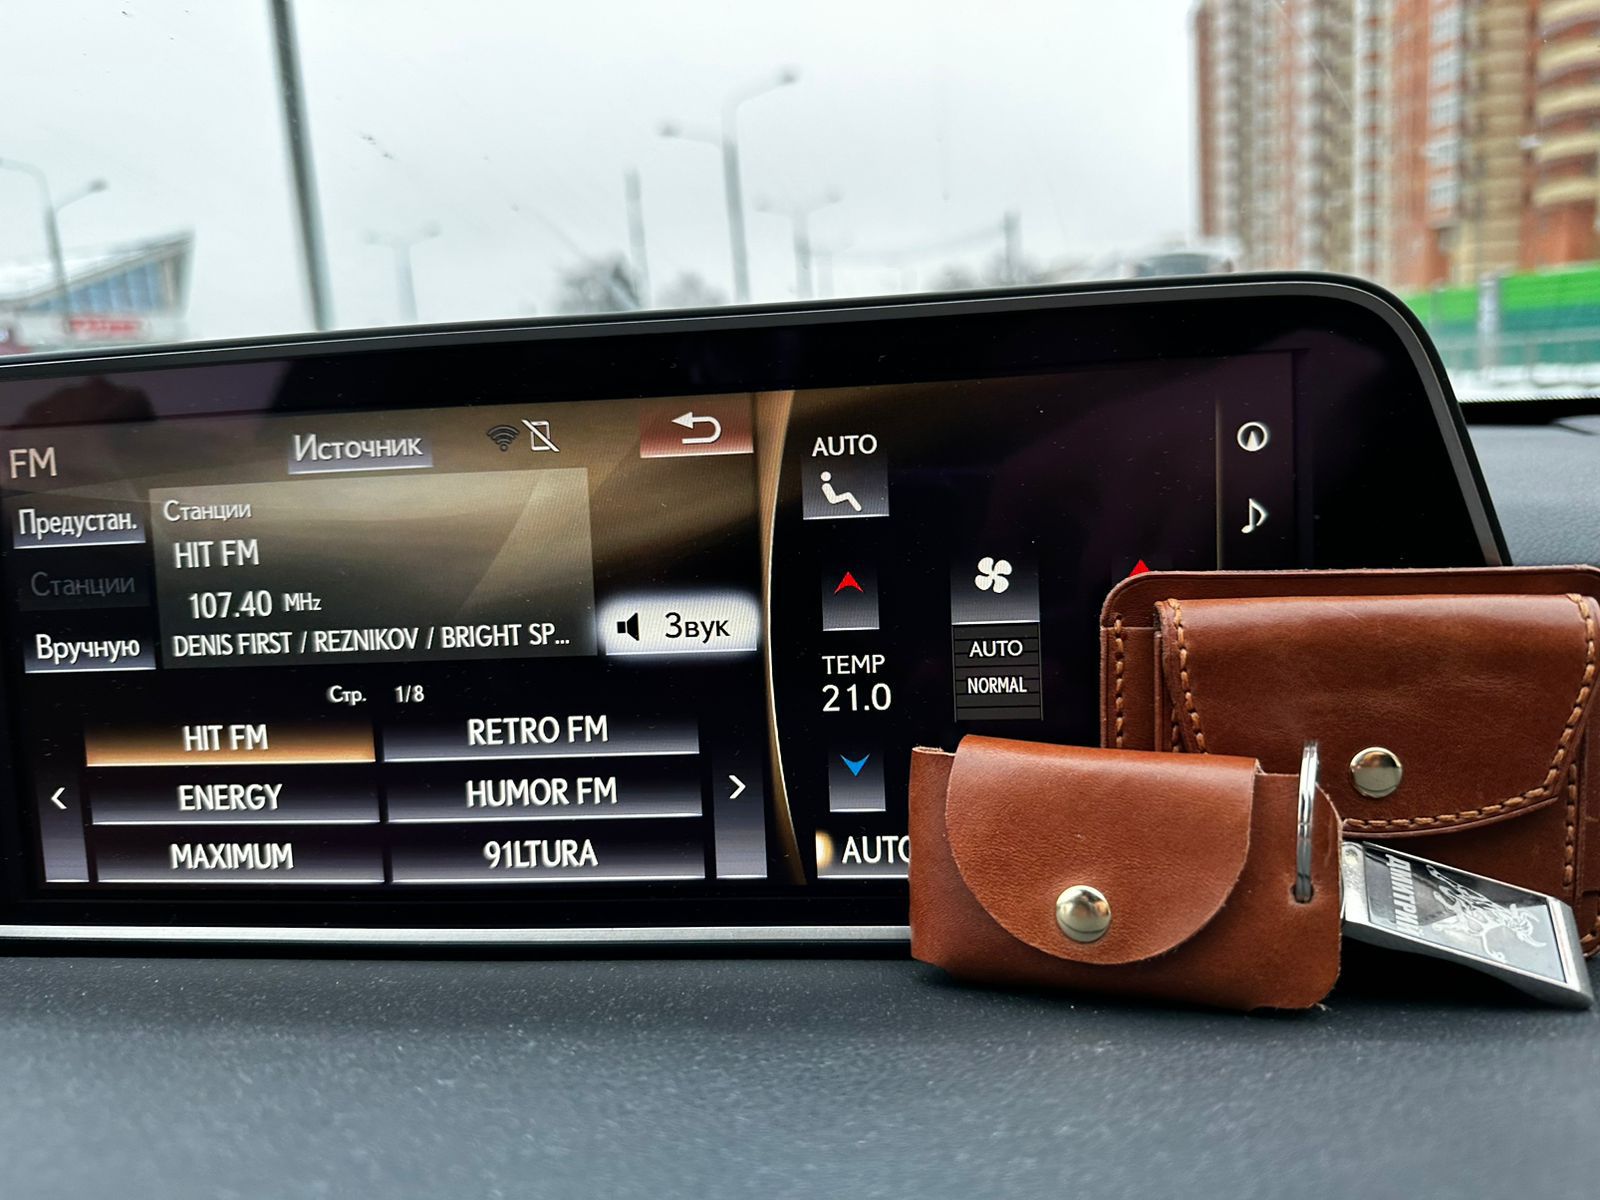 FM
Источник
Предустан.
Станции
Вручную
Станции
HIT FM
107.40 MHz
DENIS FIRST / REZNIKOV / BRIGHT SP...
Звук
Стр. 1/8
HIT FM
RETRO FM
ENERGY
HUMOR FM
MAXIMUM
91LTURA
AUTO
TEMP
21.0
AUTO
NORMAL
AUTO
ДМИТРИЙ